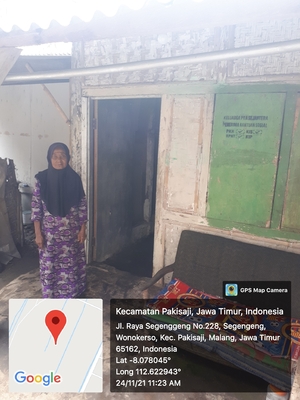 GPS Map Camera
Kecamatan Pakisaji, Jawa Timur, Indonesia
Jl. Raya Segenggeng No.228, Segengeng,
Wonokerso, Kec. Pakisaji, Malang, Jawa Timur
65162, Indonesia
Lat -8.078045°
Long 112.622943°
24/11/21 11:23 AM
Google